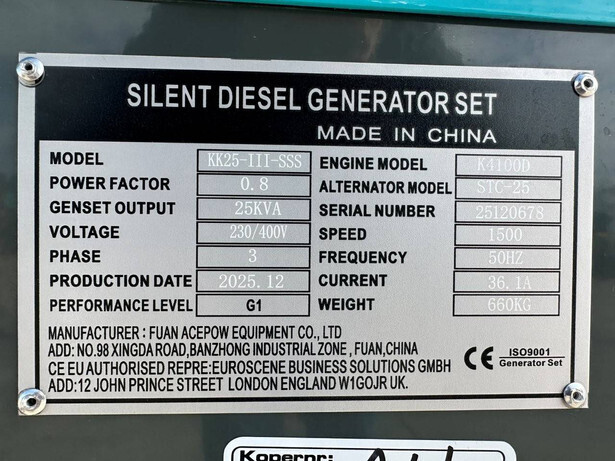 SILENT DIESEL GENERATOR SET
MADE IN CHINA
MODEL KK25-III-SSS ENGINE MODEL K4100D
POWER FACTOR 0.8 ALTERNATOR MODEL STC-25
GENSET OUTPUT 25KVA SERIAL NUMBER 25120678
VOLTAGE 230/400V SPEED 1500
PHASE 3 FREQUENCY 50HZ
PRODUCTION DATE 2025.12 CURRENT 36.1A
PERFORMANCE LEVEL G1 WEIGHT 660KG
MANUFACTURER : FUAN ACEPOW EQUIPMENT CO., LTD
ADD: NO.98 XINGDA ROAD,BANZHONG INDUSTRIAL ZONE , FUAN,CHINA
CE EU AUTHORISED REPRE:EUROSCENE BUSINESS SOLUTIONS GMBH
ADD:12 JOHN PRINCE STREET LONDON ENGLAND W1GOJR UK.
CE ISO9001
Generator Set
Kopernr: